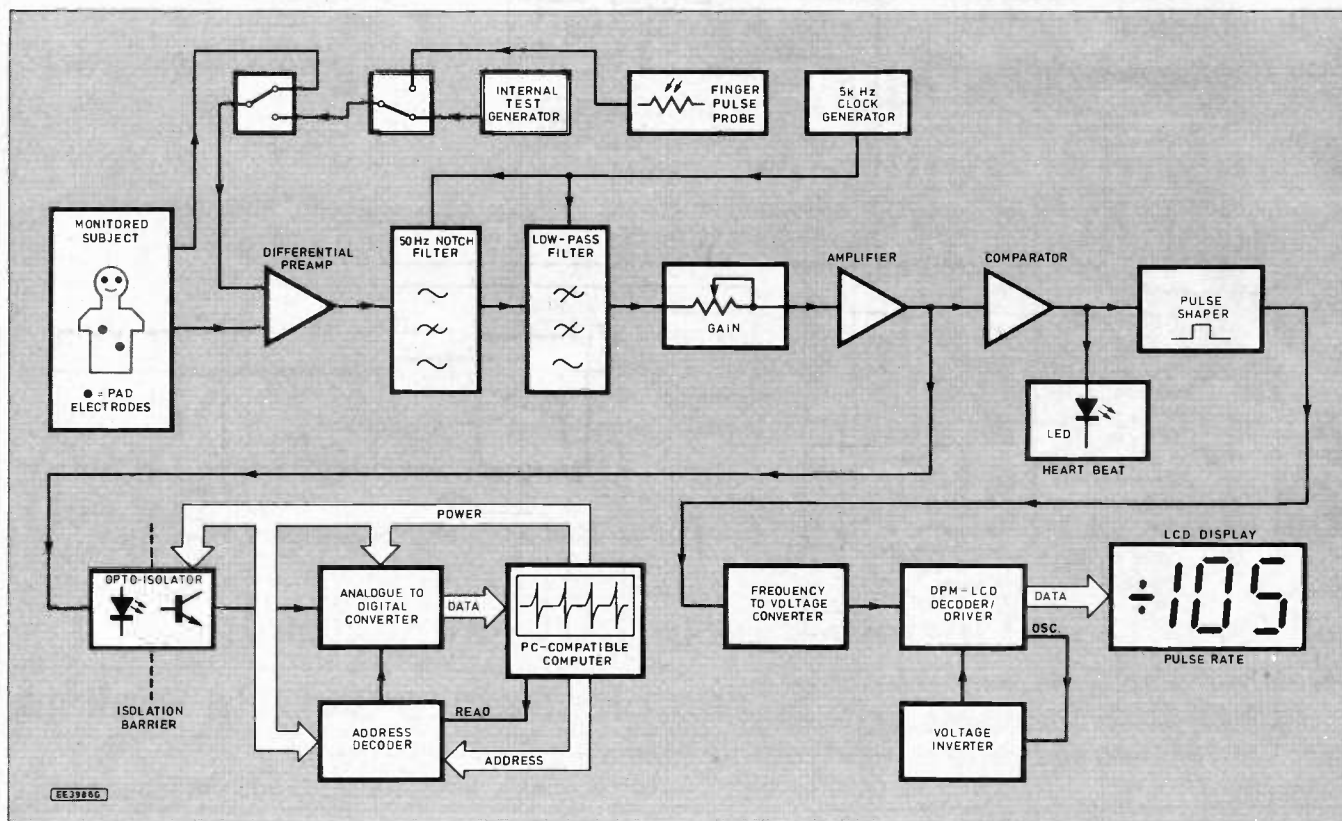 INTERNAL
TEST
GENERATOR
FINGER
PULSE
PROBE
5k Hz
CLOCK
GENERATOR
MONITORED
SUBJECT
● = PAD
ELECTRODES
DIFFERENTIAL
PREAMP
50Hz NOTCH
FILTER
LOW-PASS
FILTER
GAIN
AMPLIFIER
COMPARATOR
PULSE
SHAPER
LED
HEART BEAT
POWER
OPTO-ISOLATOR
ISOLATION
BARRIER
ANALOGUE TO
DIGITAL
CONVERTER
DATA
PC-COMPATIBLE
COMPUTER
READ
ADDRESS
DECODER
ADDRESS
FREQUENCY
TO VOLTAGE
CONVERTER
DPM-LCD
DECODER/
DRIVER
DATA
OSC.
VOLTAGE
INVERTER
LCD DISPLAY
÷105
PULSE RATE
EE3986G